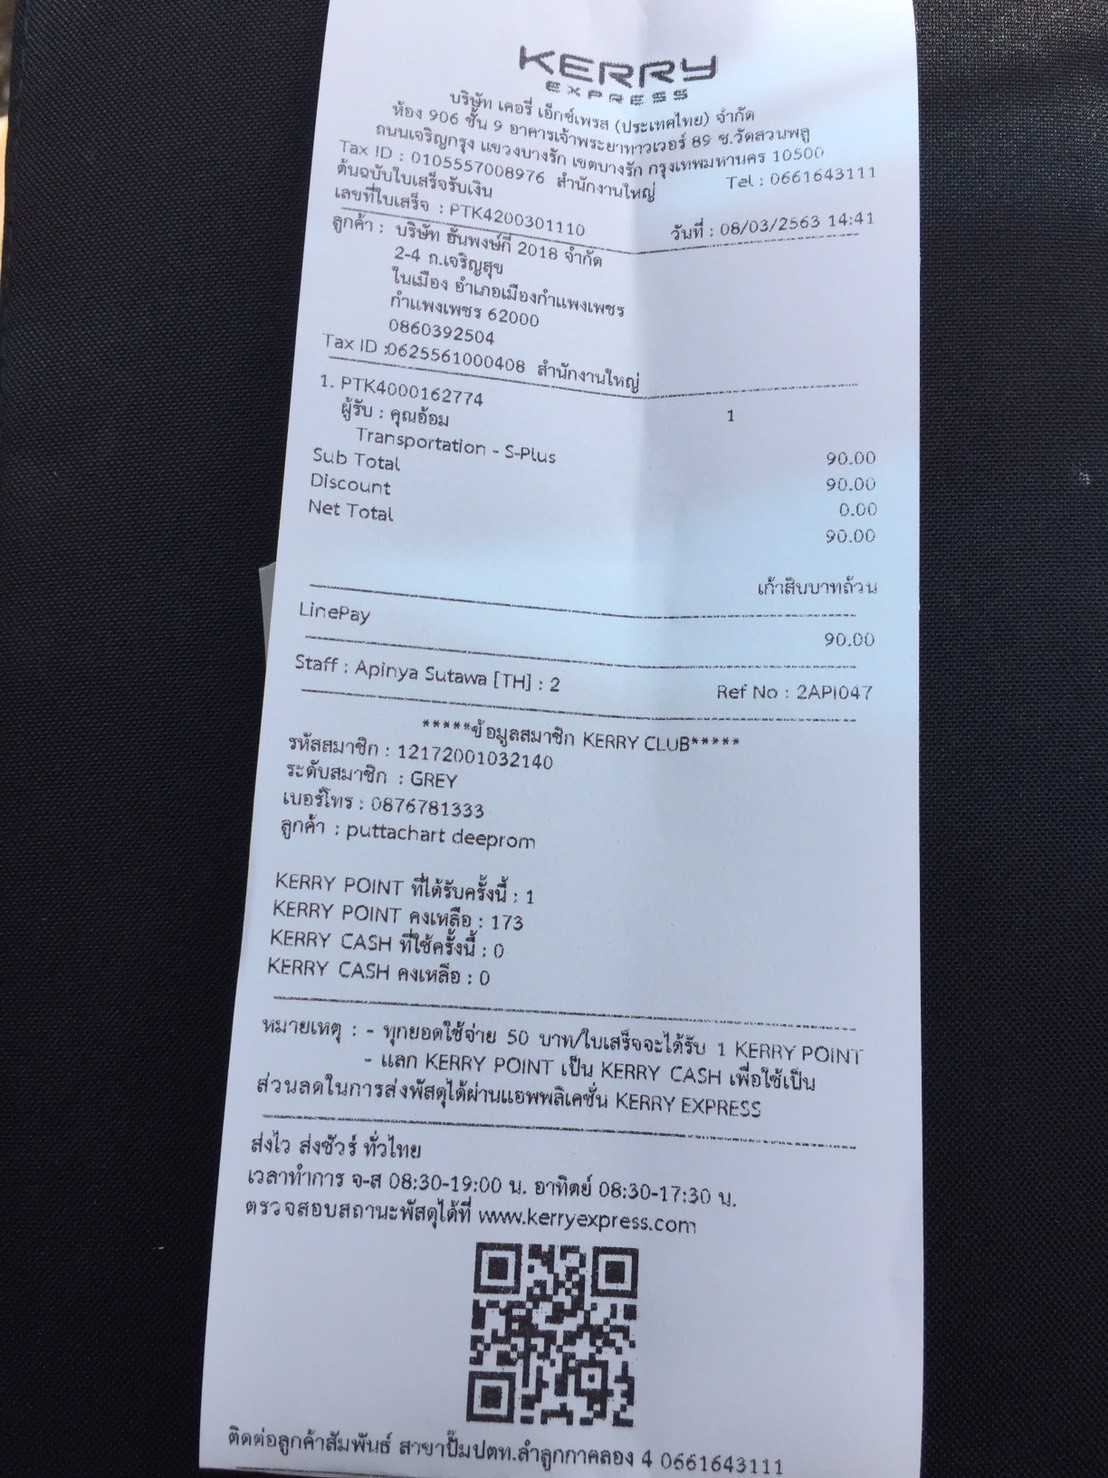 KERRY
EXPRESS
บริษัท เคอรี่ เอ็กซ์เพรส (ประเทศไทย) จำกัด
ห้อง 906 ชั้น 9 อาคารเจ้าพระยาทาวเวอร์ 89 ซ.วัดสวนพลู
ถนนเจริญกรุง แขวงบางรัก เขตบางรัก กรุงเทพมหานคร 10500
Tax ID : 0105557008976 สำนักงานใหญ่ Tel : 0661643111
ต้นฉบับใบเสร็จรับเงิน
เลขที่ใบเสร็จ : PTK4200301110 วันที่ : 08/03/2563 14:41
ลูกค้า : บริษัท ฮั่นพงษ์กี่ 2018 จำกัด
2-4 ถ.เจริญสุข
ในเมือง อำเภอเมืองกำแพงเพชร
กำแพงเพชร 62000
0860392504
Tax ID :0625561000408 สำนักงานใหญ่
1. PTK4000162774 1
ผู้รับ : คุณอ้อม
Transportation - S-Plus 90.00
Sub Total 90.00
Discount 0.00
Net Total 90.00
เก้าสิบบาทถ้วน
LinePay 90.00
Staff : Apinya Sutawa [TH] : 2 Ref No : 2API047
*****ข้อมูลสมาชิก KERRY CLUB*****
รหัสสมาชิก : 12172001032140
ระดับสมาชิก : GREY
เบอร์โทร : 0876781333
ลูกค้า : puttachart deeprom
KERRY POINT ที่ได้รับครั้งนี้ : 1
KERRY POINT คงเหลือ : 173
KERRY CASH ที่ใช้ครั้งนี้ : 0
KERRY CASH คงเหลือ : 0
หมายเหตุ : - ทุกยอดใช้จ่าย 50 บาท/ใบเสร็จจะได้รับ 1 KERRY POINT
- แลก KERRY POINT เป็น KERRY CASH เพื่อใช้เป็น
ส่วนลดในการส่งพัสดุได้ผ่านแอพพลิเคชั่น KERRY EXPRESS
ส่งไว ส่งชัวร์ ทั่วไทย
เวลาทำการ จ-ส 08:30-19:00 น. อาทิตย์ 08:30-17:30 น.
ตรวจสอบสถานะพัสดุได้ที่ www.kerryexpress.com
ติดต่อลูกค้าสัมพันธ์ สาขาปั๊มปตท.ลำลูกกาคลอง 4 0661643111